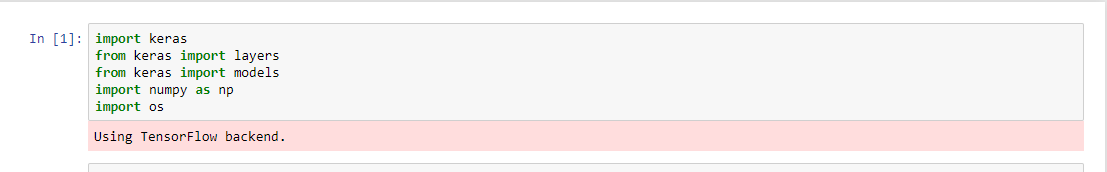 In [1]:
import keras
from keras import layers
from keras import models
import numpy as np
import os
Using TensorFlow backend.